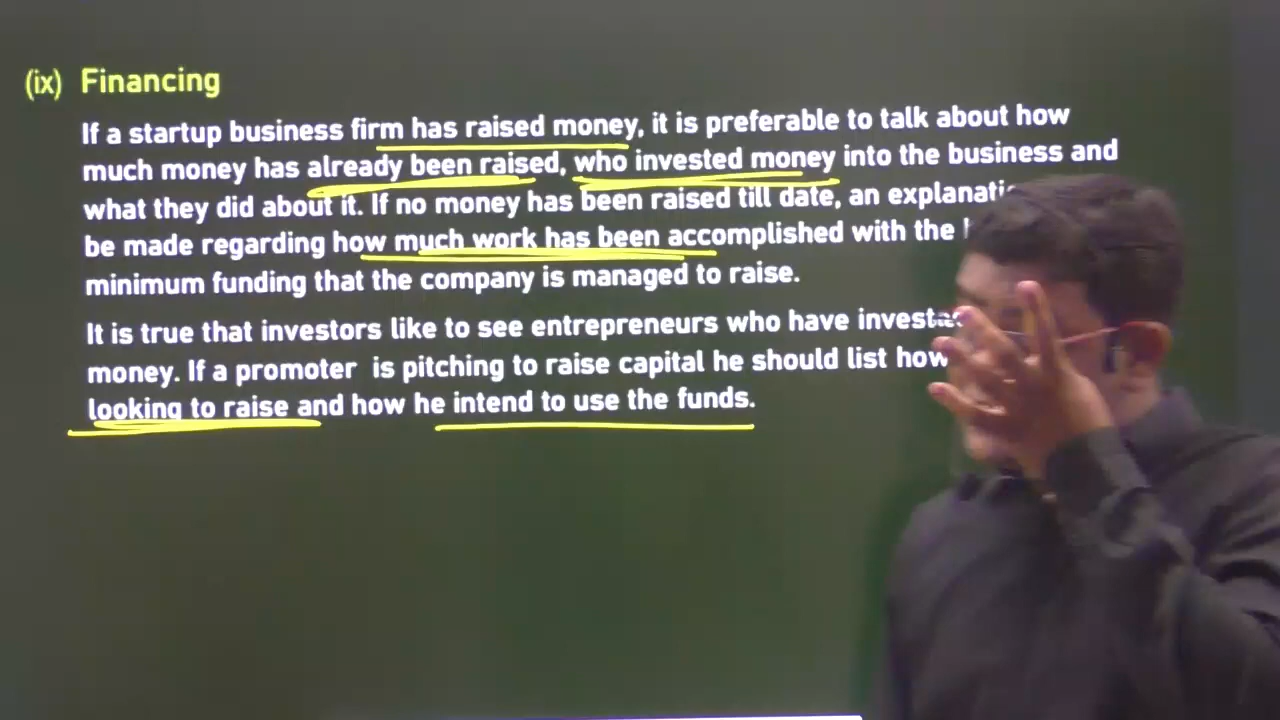 (ix) Financing
If a startup business firm has raised money, it is preferable to talk about how
much money has already been raised, who invested money into the business and
what they did about it. If no money has been raised till date, an
be made regarding how much work has been accomplished with the
minimum funding that the company is managed to raise.
It is true that investors like to see entrepreneurs who have
money. If a promoter is pitching to raise capital he should list how
looking to raise and how he intend to use the funds.